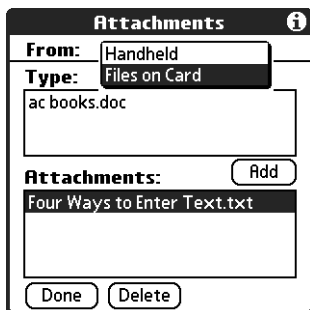 Attachments
From: Handheld
Type: Files on Card
ac books.doc
Add
Attachments:
Four Ways to Enter Text.txt
Done Delete